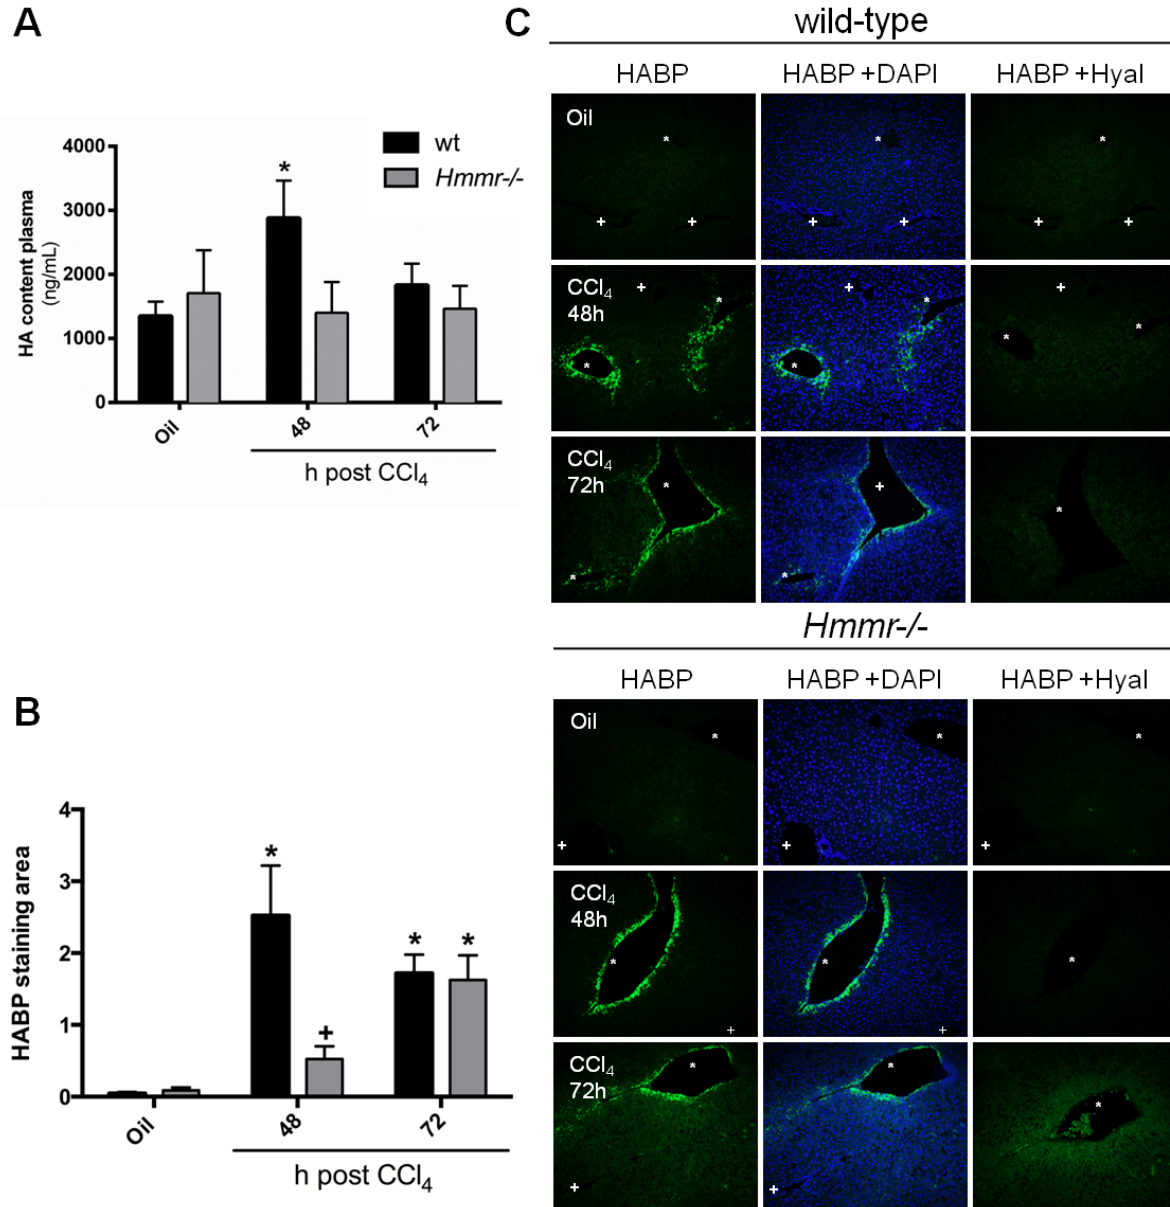 A
4000
3000
2000
1000
0
HA content plasma
(ng/mL)
wt
Hmmr-/-
*
Oil
48
72
h post CCl₄
B
4
3
2
1
0
HABP staining area
*
+
*
*
Oil
48
72
h post CCl₄
C
wild-type
HABP
HABP +DAPI
HABP +Hyal
Oil
*
*
*
+ +
+ +
+ +
CCl₄
48h
+
*
*
+
*
*
+
*
*
CCl₄
72h
*
*
+
*
*
Hmmr-/-
HABP
HABP +DAPI
HABP +Hyal
Oil
*
*
*
+
+
+
CCl₄
48h
*
+
*
+
*
CCl₄
72h
*
+
*
+
*